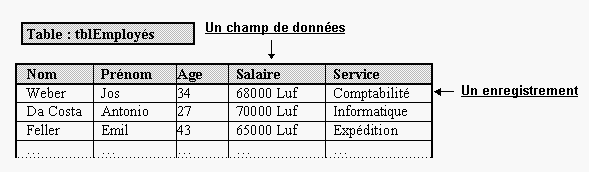 Un champ de données
Table : tblEmployés
Nom Prénom Age Salaire Service
Weber Jos 34 68000 Luf Comptabilité
Un enregistrement
Da Costa Antonio 27 70000 Luf Informatique
Feller Emil 43 65000 Luf Expédition
… … … … …